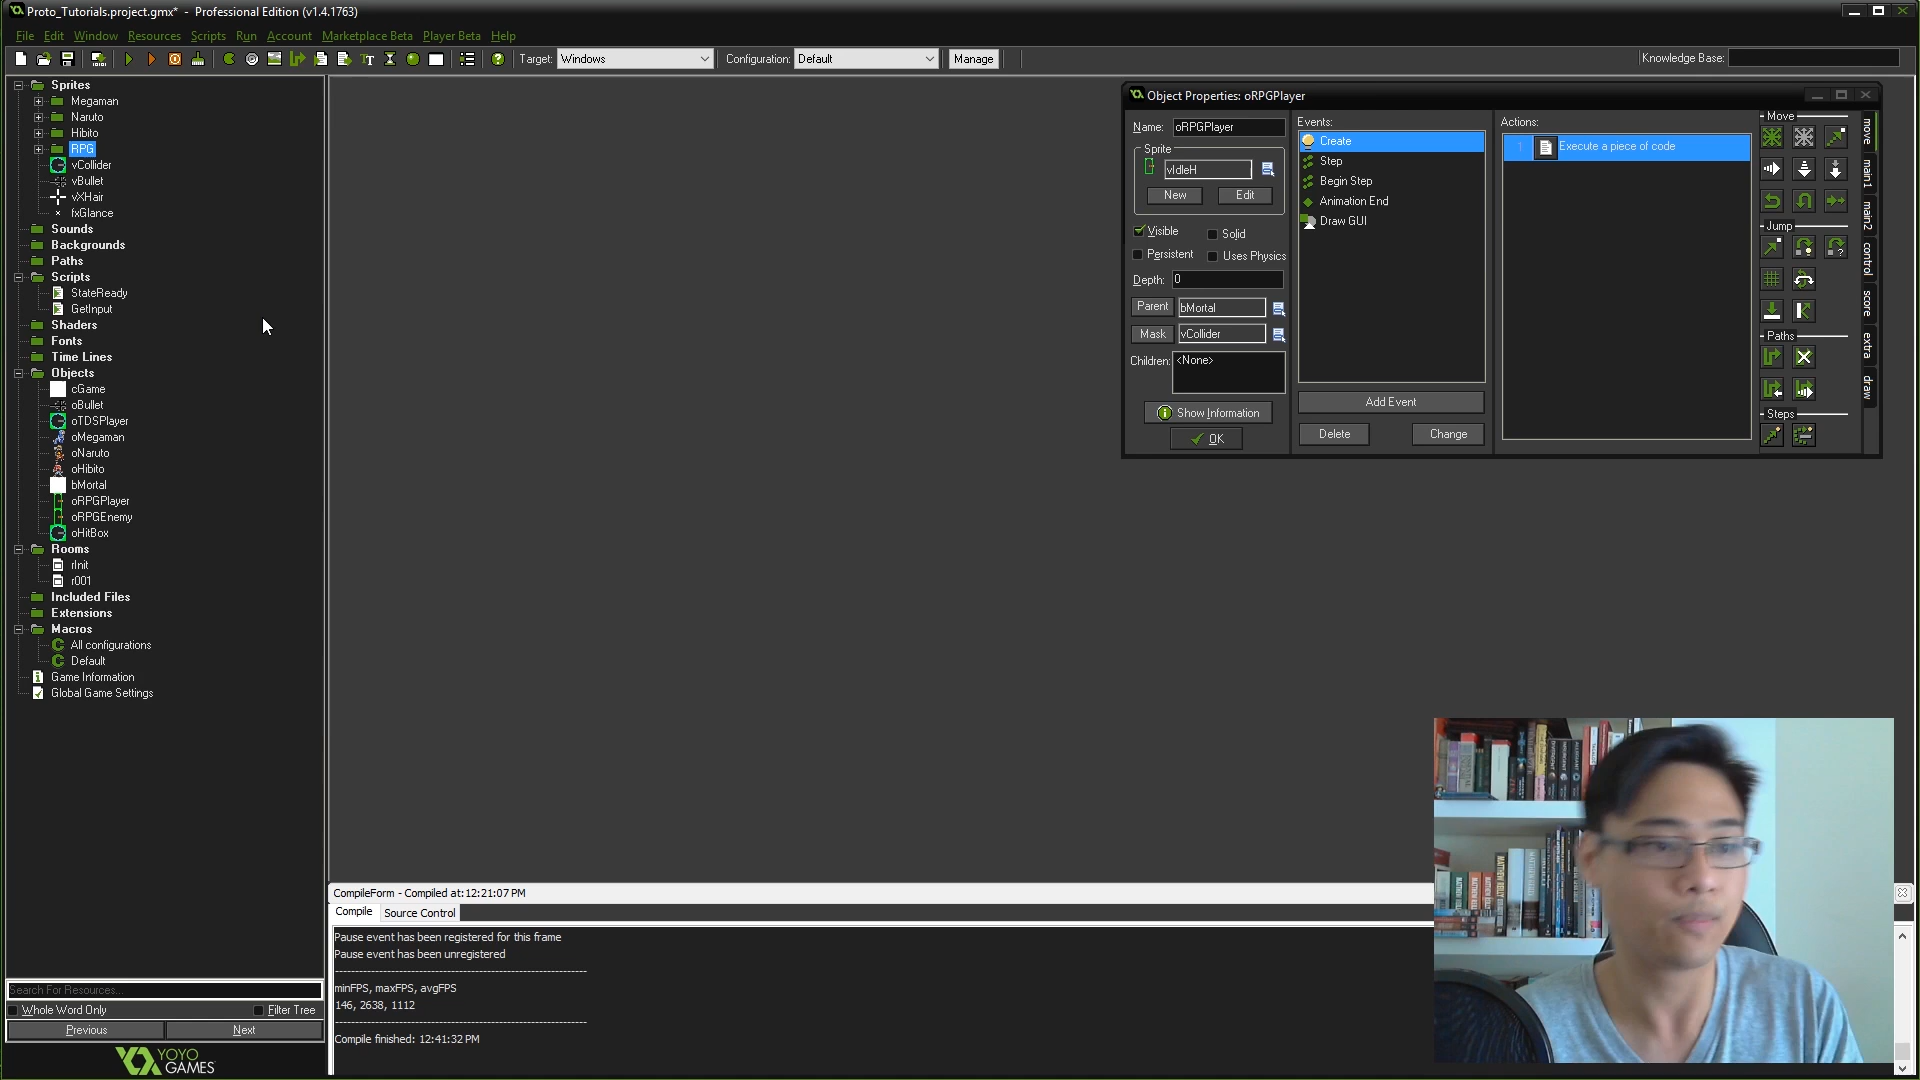 Proto_Tutorials.project.gmx* - Professional Edition (v1.4.1763)
File Edit Window Resources Scripts Run Account Marketplace Beta Player Beta Help
Target: Windows Configuration: Default Manage Knowledge Base:
Sprites
Megaman
Naruto
Hibito
RPG
vCollider
vBullet
vXHair
fxGlance
Sounds
Backgrounds
Paths
Scripts
StateReady
GetInput
Shaders
Fonts
Time Lines
Objects
cGame
oBullet
oTDSPlayer
oMegaman
oNaruto
oHibito
bMortal
oRPGPlayer
oRPGEnemy
oHitBox
Rooms
rInit
r001
Included Files
Extensions
Macros
All configurations
Default
Game Information
Global Game Settings
Search For Resources...
Whole Word Only Filter Tree
Previous Next
YOYO
GAMES
Object Properties: oRPGPlayer
Name: oRPGPlayer
Sprite
vIdleH
New Edit
Visible Solid
Persistent Uses Physics
Depth: 0
Parent bMortal
Mask vCollider
Children: <None>
Show Information
OK
Events:
Create
Step
Begin Step
Animation End
Draw GUI
Add Event
Delete Change
Actions:
1 Execute a piece of code
Move
Jump
Paths
Steps
move
main1
main2
control
score
extra
draw
CompileForm - Compiled at: 12:21:07 PM
Compile Source Control
Pause event has been registered for this frame
Pause event has been unregistered
minFPS, maxFPS, avgFPS
146, 2638, 1112
Compile finished: 12:41:32 PM